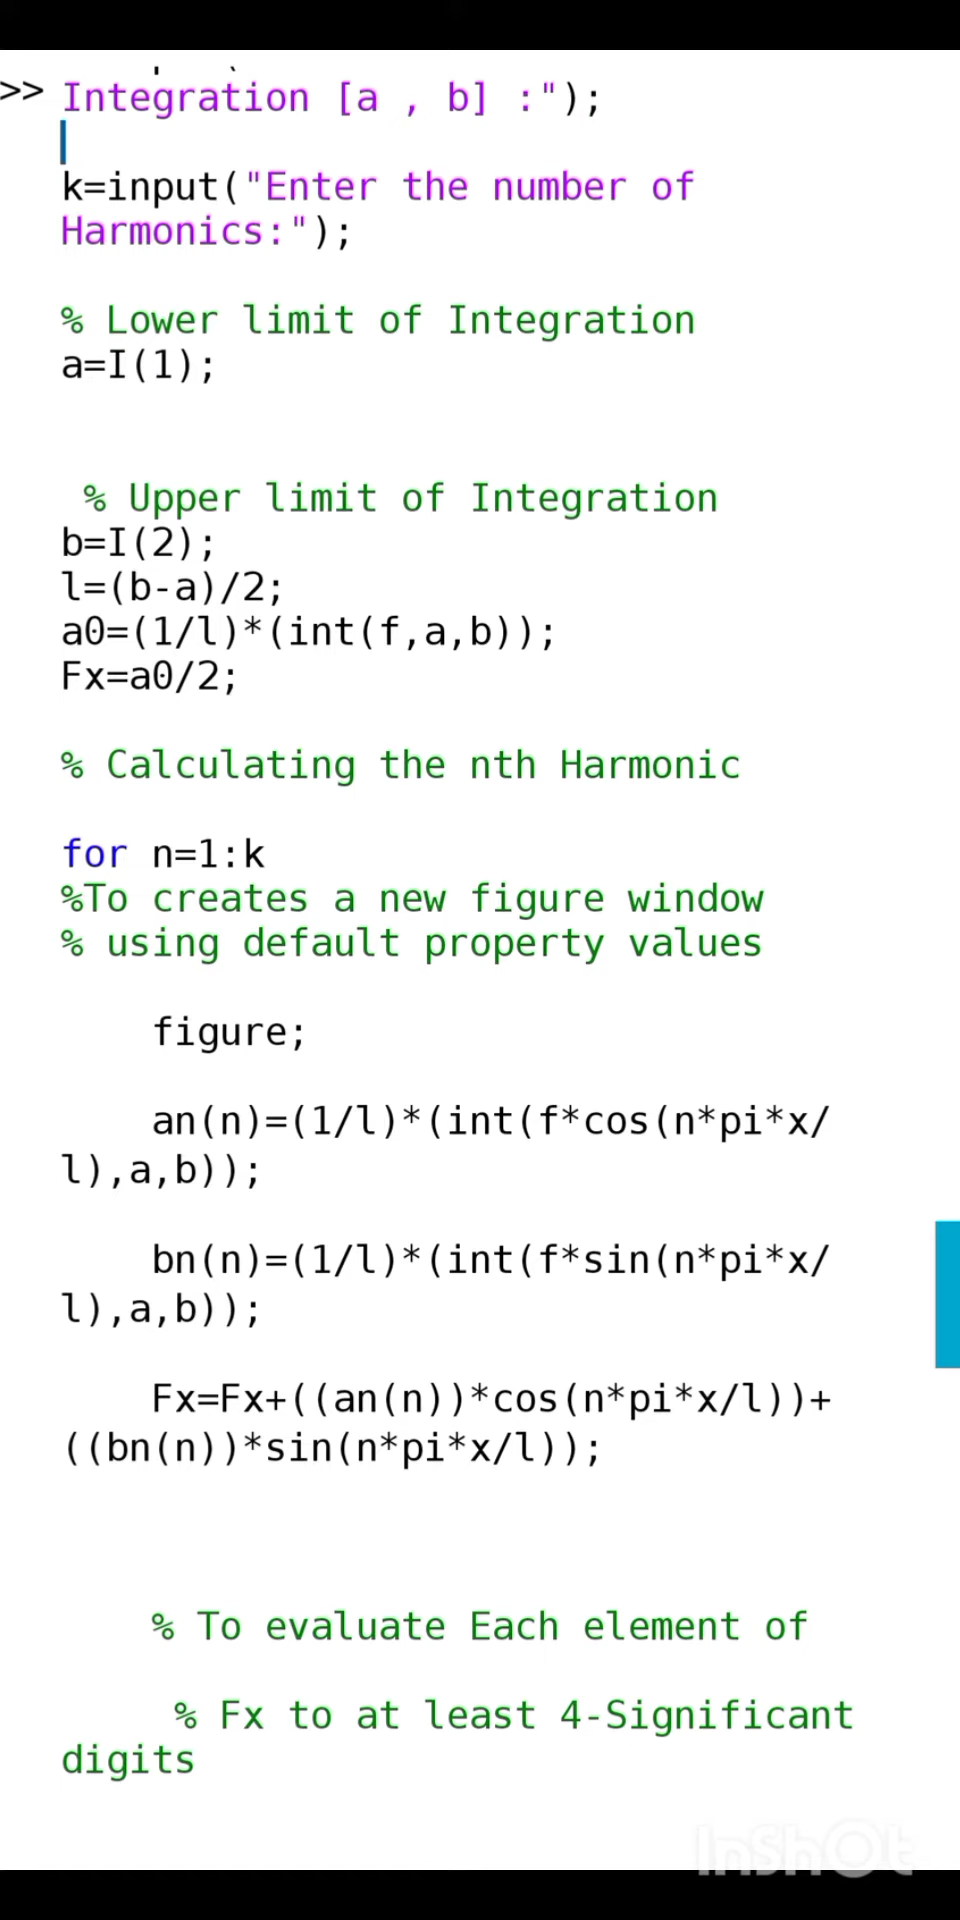 >> Integration [a , b] :");
k=input("Enter the number of
Harmonics:");
% Lower limit of Integration
a=I(1);
% Upper limit of Integration
b=I(2);
l=(b-a)/2;
a0=(1/l)*(int(f,a,b));
Fx=a0/2;
% Calculating the nth Harmonic
for n=1:k
%To creates a new figure window
% using default property values
figure;
an(n)=(1/l)*(int(f*cos(n*pi*x/
l),a,b));
bn(n)=(1/l)*(int(f*sin(n*pi*x/
l),a,b));
Fx=Fx+((an(n))*cos(n*pi*x/l))+
((bn(n))*sin(n*pi*x/l));
% To evaluate Each element of
% Fx to at least 4-Significant
digits
InShOt